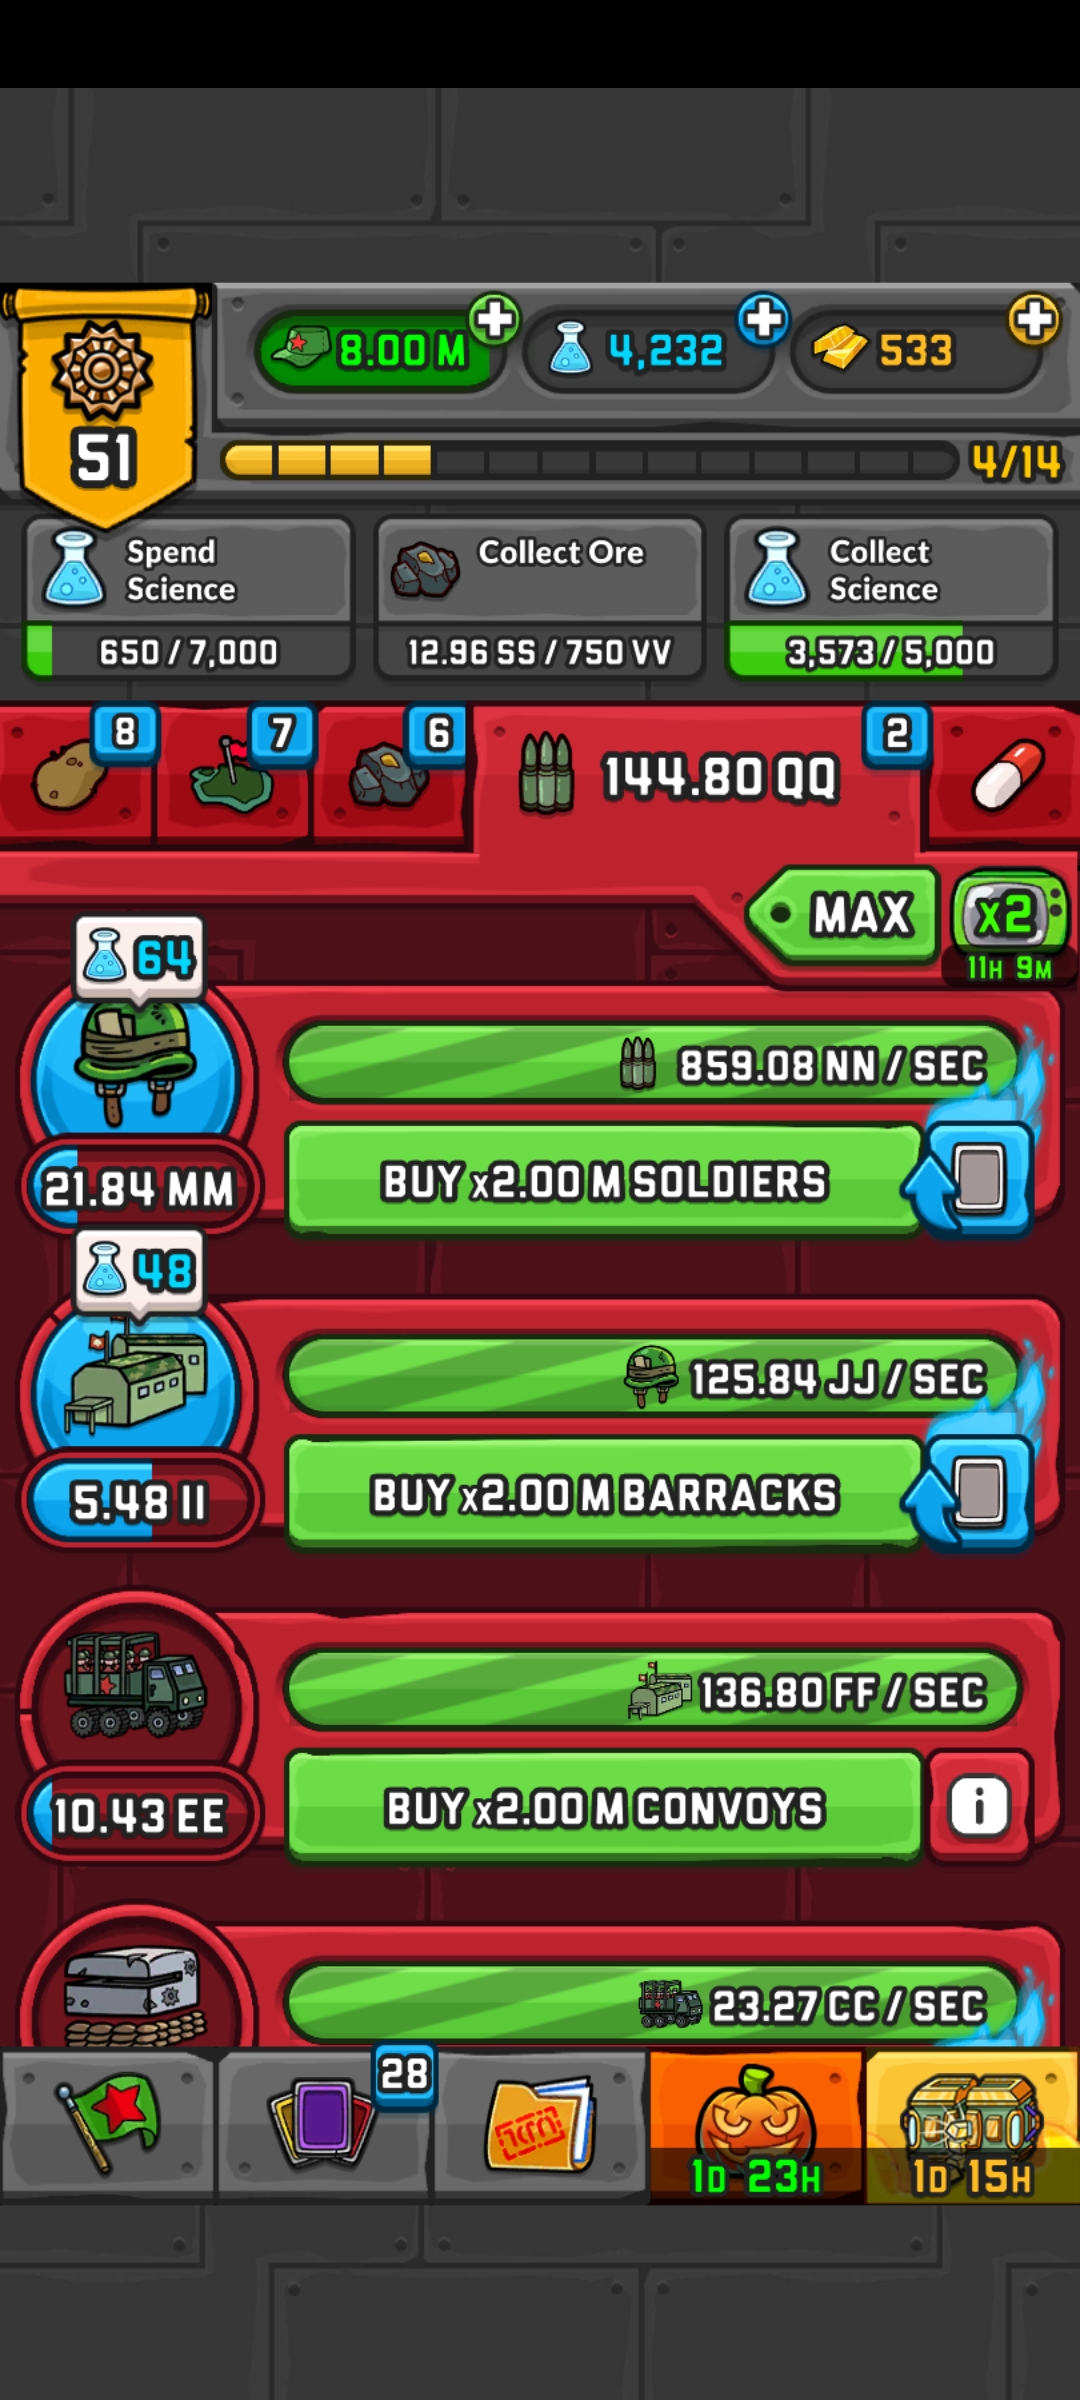 8.00 M
4,232
533
51
4/14
Spend
Science
650 / 7,000
Collect Ore
12.96 SS / 750 VV
Collect
Science
3,573 / 5,000
8
7
6
144.80 QQ
2
MAX
x2
11H 9M
64
859.08 NN / SEC
21.84 MM
BUY x2.00 M SOLDIERS
48
125.84 JJ / SEC
5.48 II
BUY x2.00 M BARRACKS
136.80 FF / SEC
10.43 EE
BUY x2.00 M CONVOYS
i
23.27 CC / SEC
28
1D 23H
1D 15H